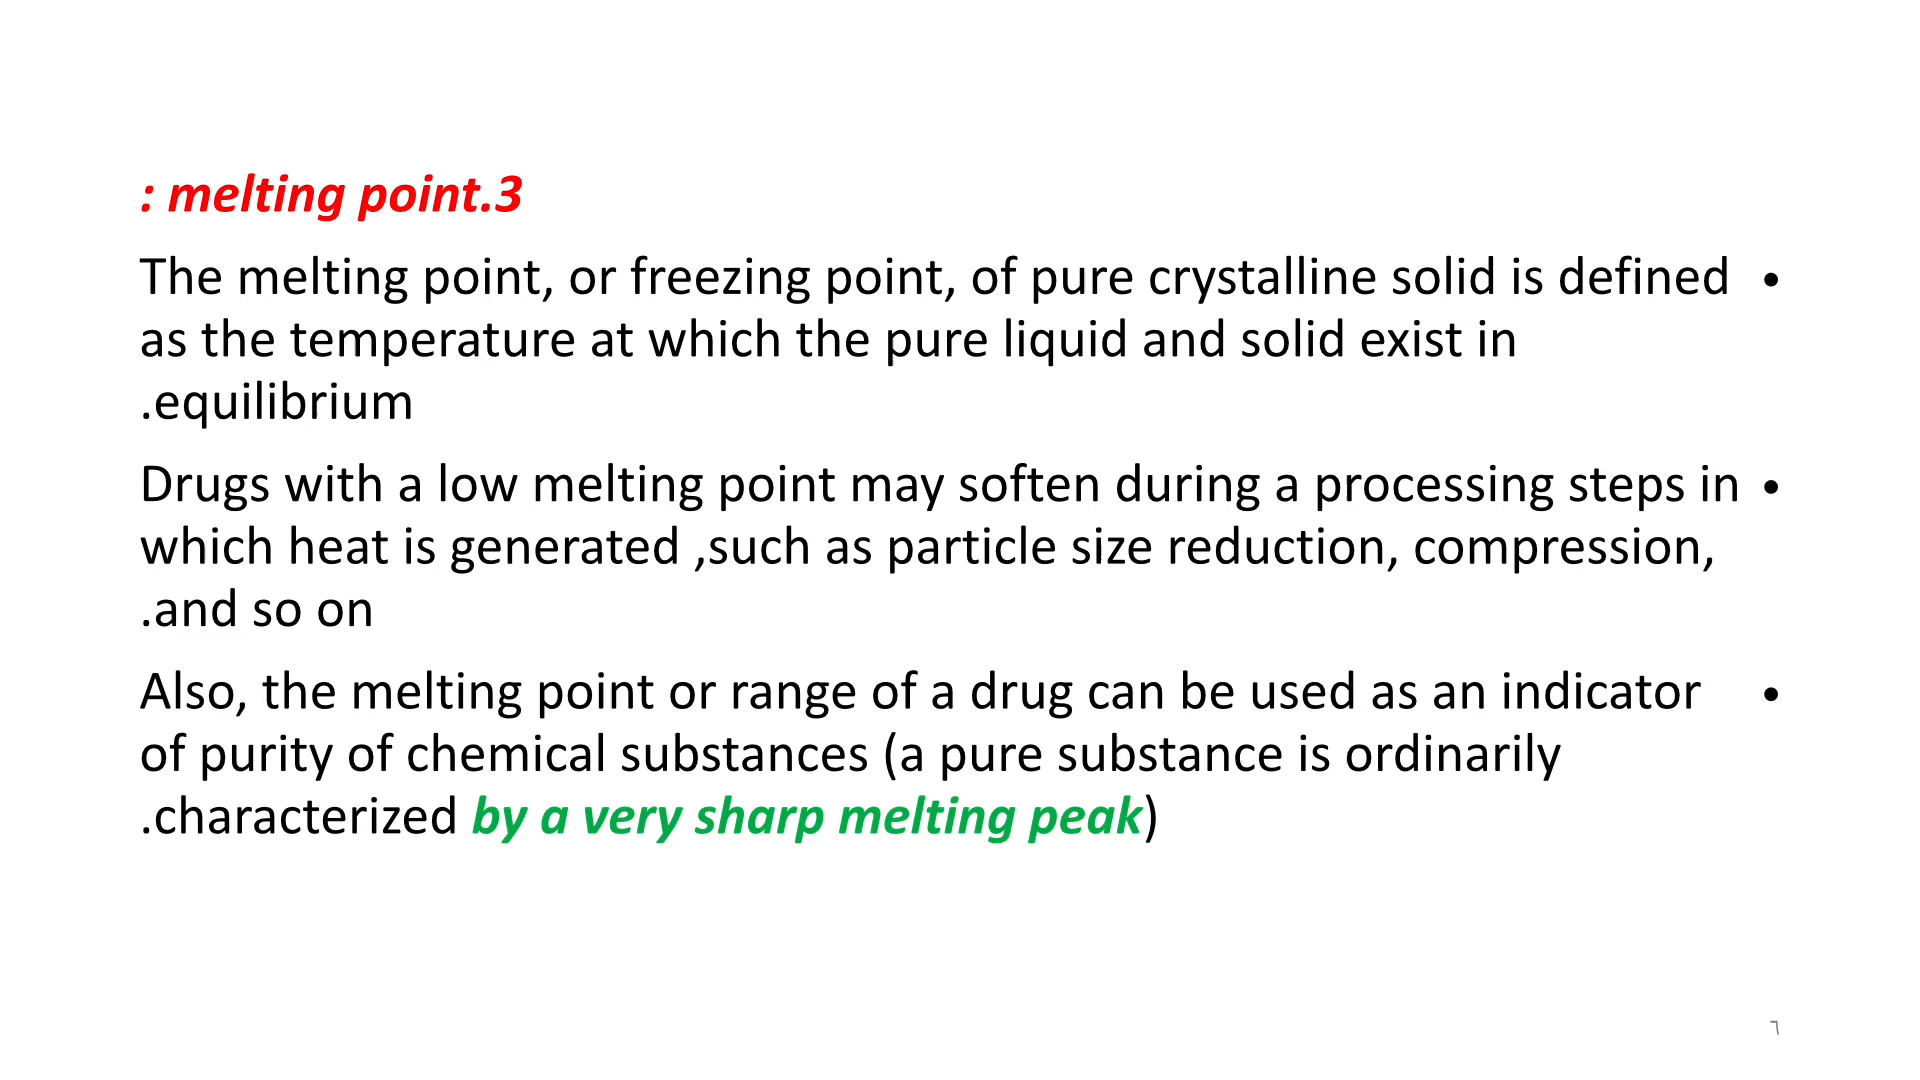 : melting point.3
The melting point, or freezing point, of pure crystalline solid is defined •
as the temperature at which the pure liquid and solid exist in
.equilibrium
Drugs with a low melting point may soften during a processing steps in •
which heat is generated ,such as particle size reduction, compression,
.and so on
Also, the melting point or range of a drug can be used as an indicator •
of purity of chemical substances (a pure substance is ordinarily
.characterized by a very sharp melting peak)
٦